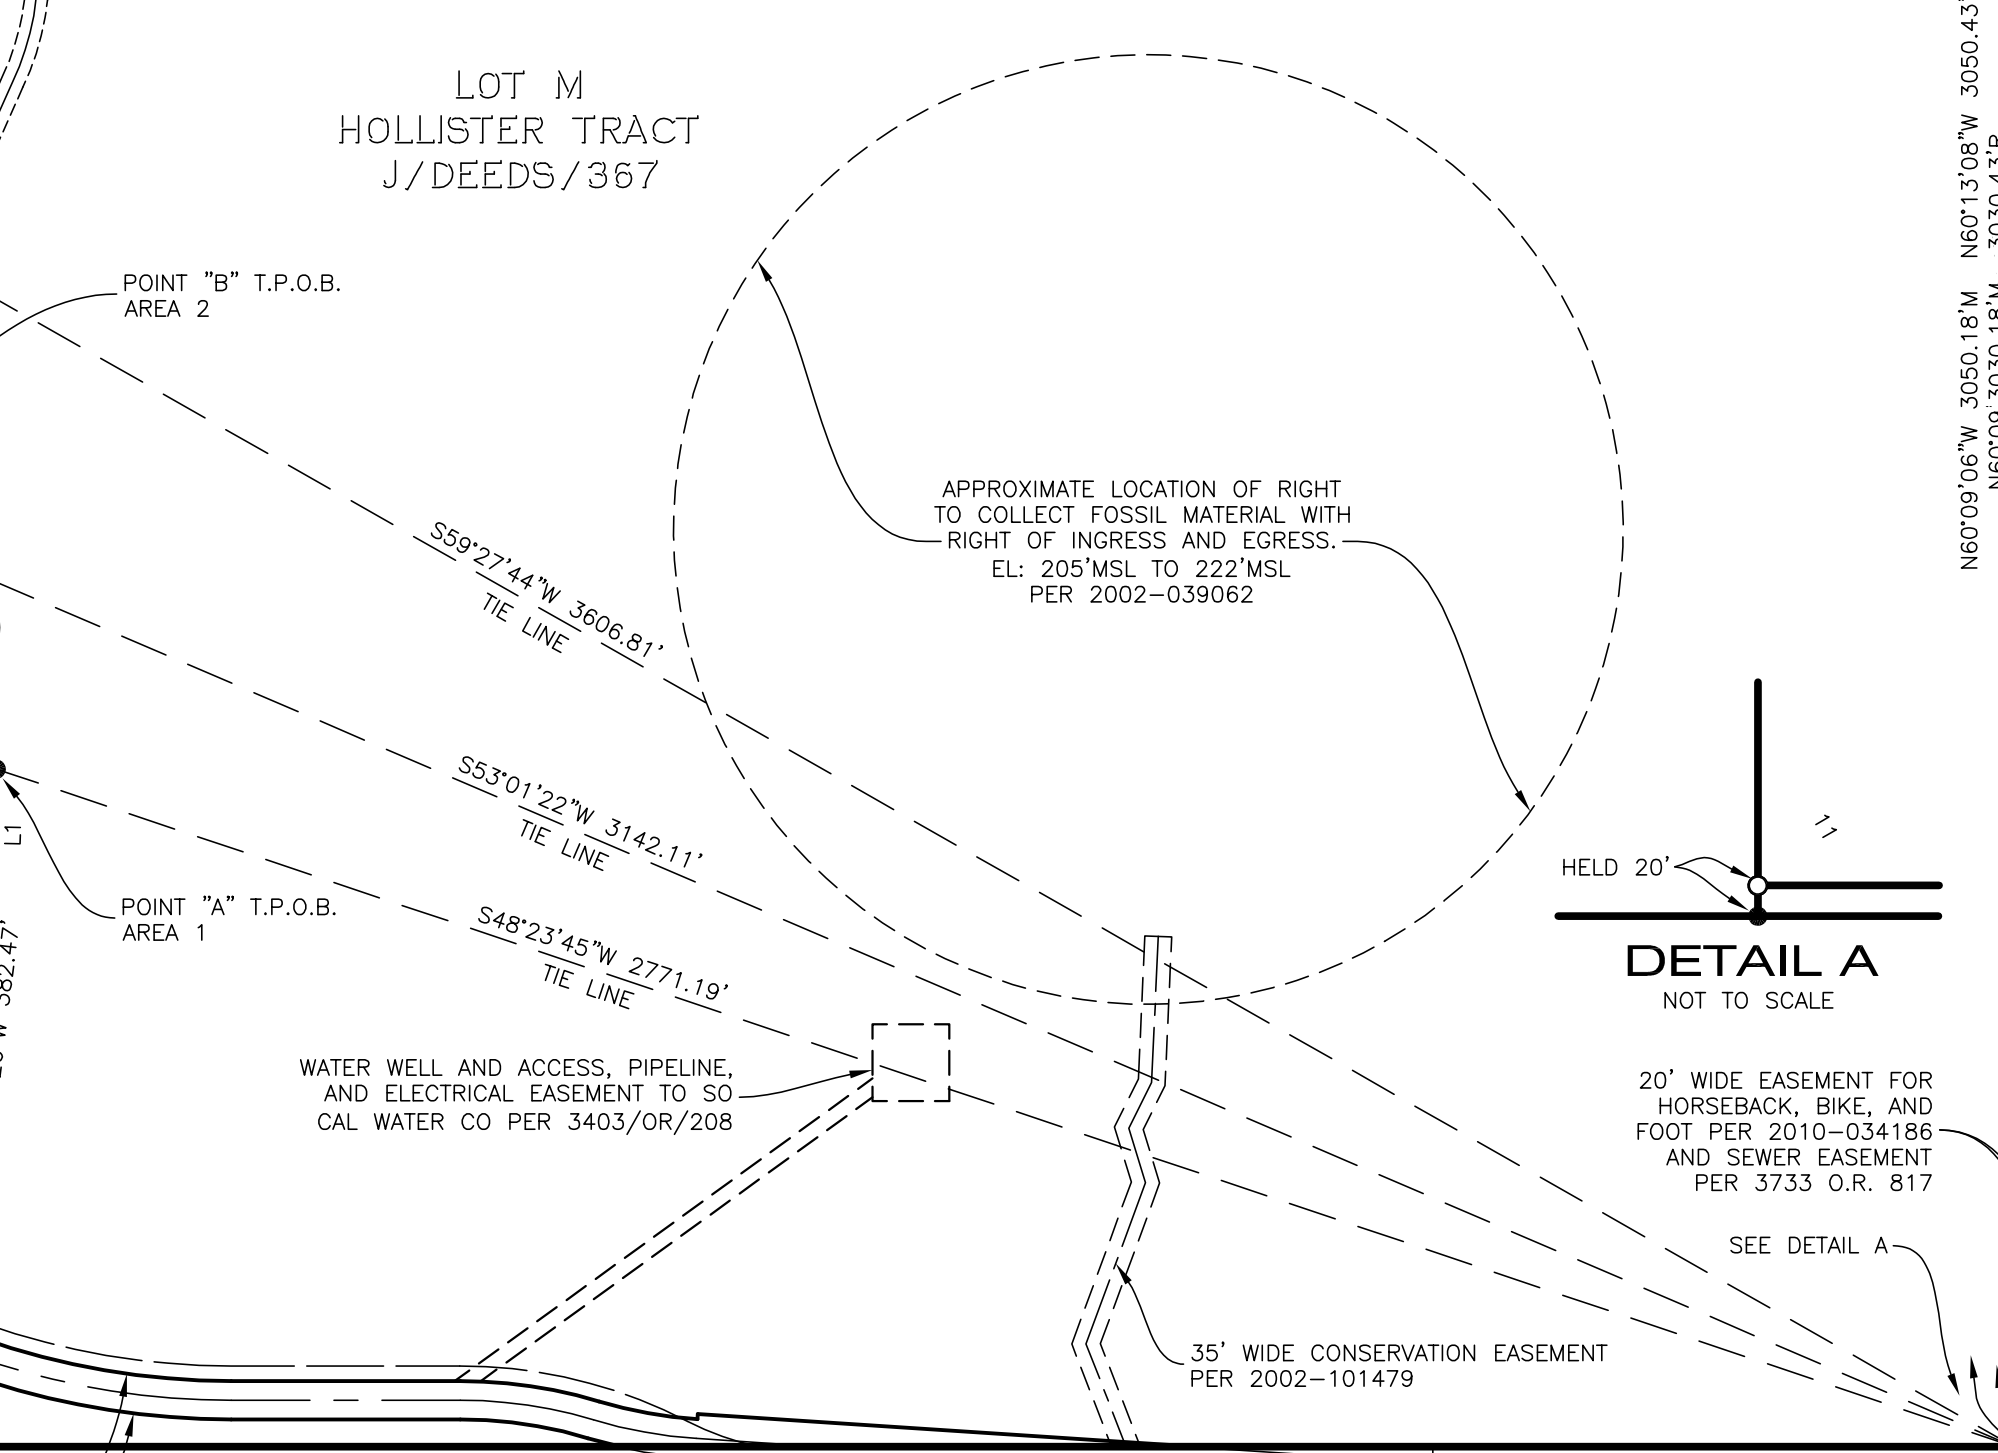 LOT M
HOLLISTER TRACT
J/DEEDS/367
POINT "B" T.P.O.B.
AREA 2
S59°27'44"W 3606.81'
TIE LINE
S53°01'22"W 3142.11'
TIE LINE
S48°23'45"W 2771.19'
TIE LINE
APPROXIMATE LOCATION OF RIGHT
TO COLLECT FOSSIL MATERIAL WITH
RIGHT OF INGRESS AND EGRESS.
EL: 205'MSL TO 222'MSL
PER 2002-039062
N60°09'06"W 3050.18'M N60°13'08"W 3050.43'
3030.18'M 3030.43'R
L1
POINT "A" T.P.O.B.
AREA 1
582.47'
WATER WELL AND ACCESS, PIPELINE,
AND ELECTRICAL EASEMENT TO SO
CAL WATER CO PER 3403/OR/208
HELD 20'
11
DETAIL A
NOT TO SCALE
20' WIDE EASEMENT FOR
HORSEBACK, BIKE, AND
FOOT PER 2010-034186
AND SEWER EASEMENT
PER 3733 O.R. 817
SEE DETAIL A
35' WIDE CONSERVATION EASEMENT
PER 2002-101479